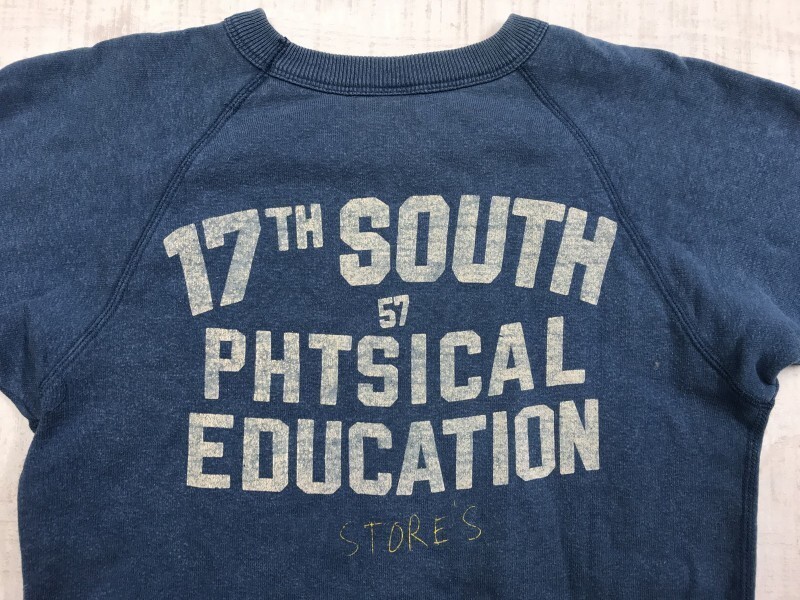 17TH SOUTH
57
PHTSICAL
EDUCATION
STORE'S